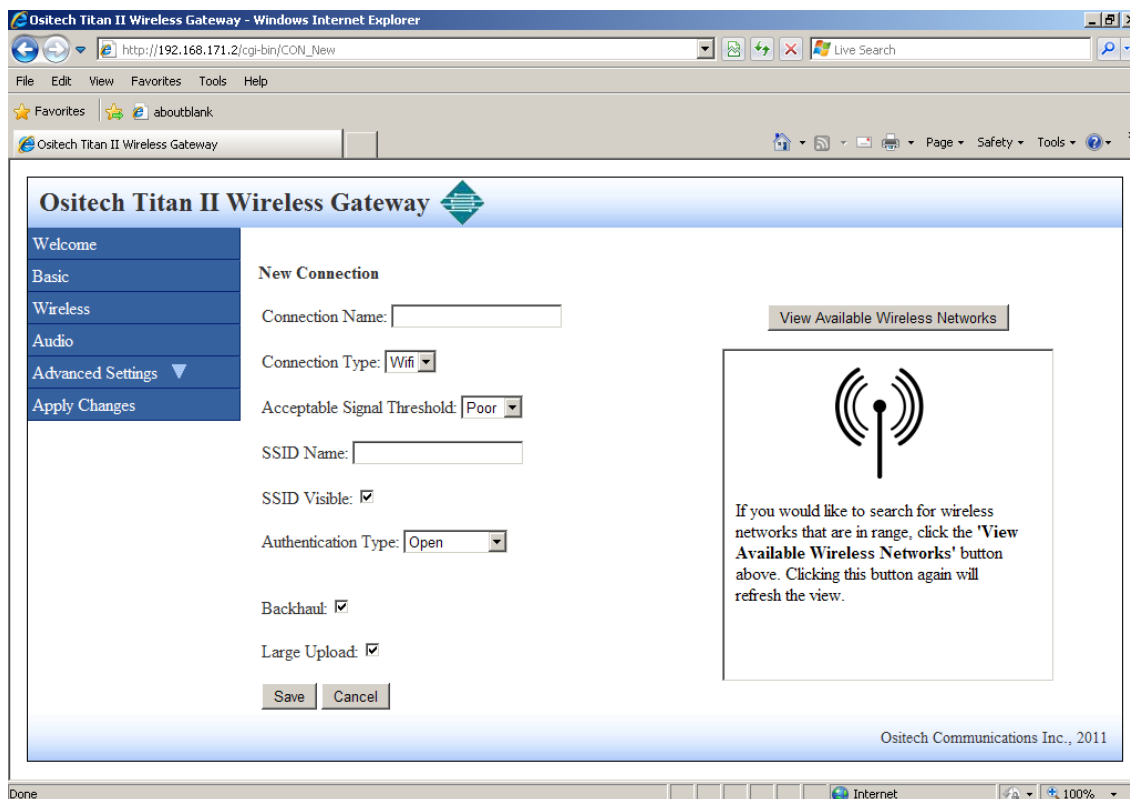 Ositech Titan II Wireless Gateway - Windows Internet Explorer
http://192.168.171.2/cgi-bin/CON_New
Live Search
File Edit View Favorites Tools Help
Favorites aboutblank
Ositech Titan II Wireless Gateway
Page Safety Tools
Ositech Titan II Wireless Gateway
Welcome
Basic
Wireless
Audio
Advanced Settings
Apply Changes
New Connection
Connection Name:
Connection Type: Wifi
Acceptable Signal Threshold: Poor
SSID Name:
SSID Visible:
Authentication Type: Open
Backhaul:
Large Upload:
Save Cancel
View Available Wireless Networks
If you would like to search for wireless
networks that are in range, click the 'View
Available Wireless Networks' button
above. Clicking this button again will
refresh the view.
Ositech Communications Inc., 2011
Done Internet 100%